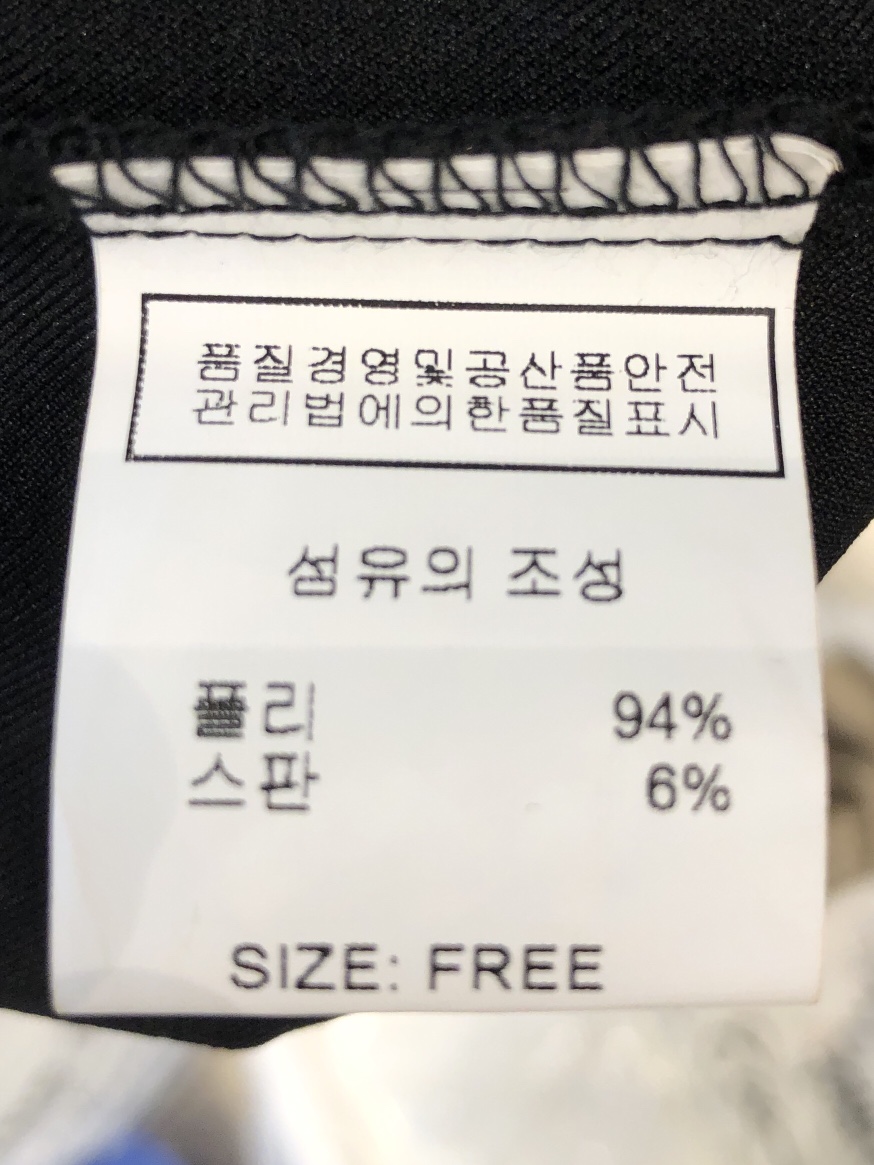 품질경영및공산품안전
관리법에의한품질표시
섬유의 조성
폴리 94%
스판 6%
SIZE: FREE